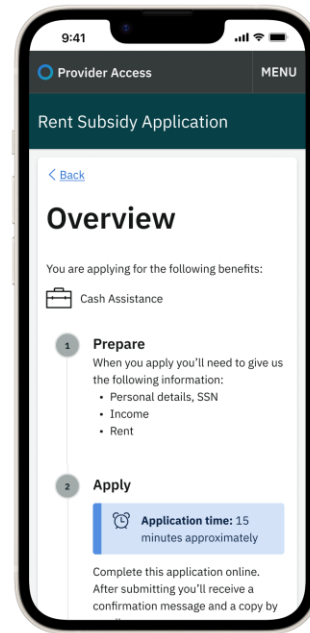 9:41
Provider Access
MENU
Rent Subsidy Application
< Back
Overview
You are applying for the following benefits:
Cash Assistance
1
Prepare
When you apply you’ll need to give us
the following information:
• Personal details, SSN
• Income
• Rent
2
Apply
Application time: 15
minutes approximately
Complete this application online.
After submitting you’ll receive a
confirmation message and a copy by